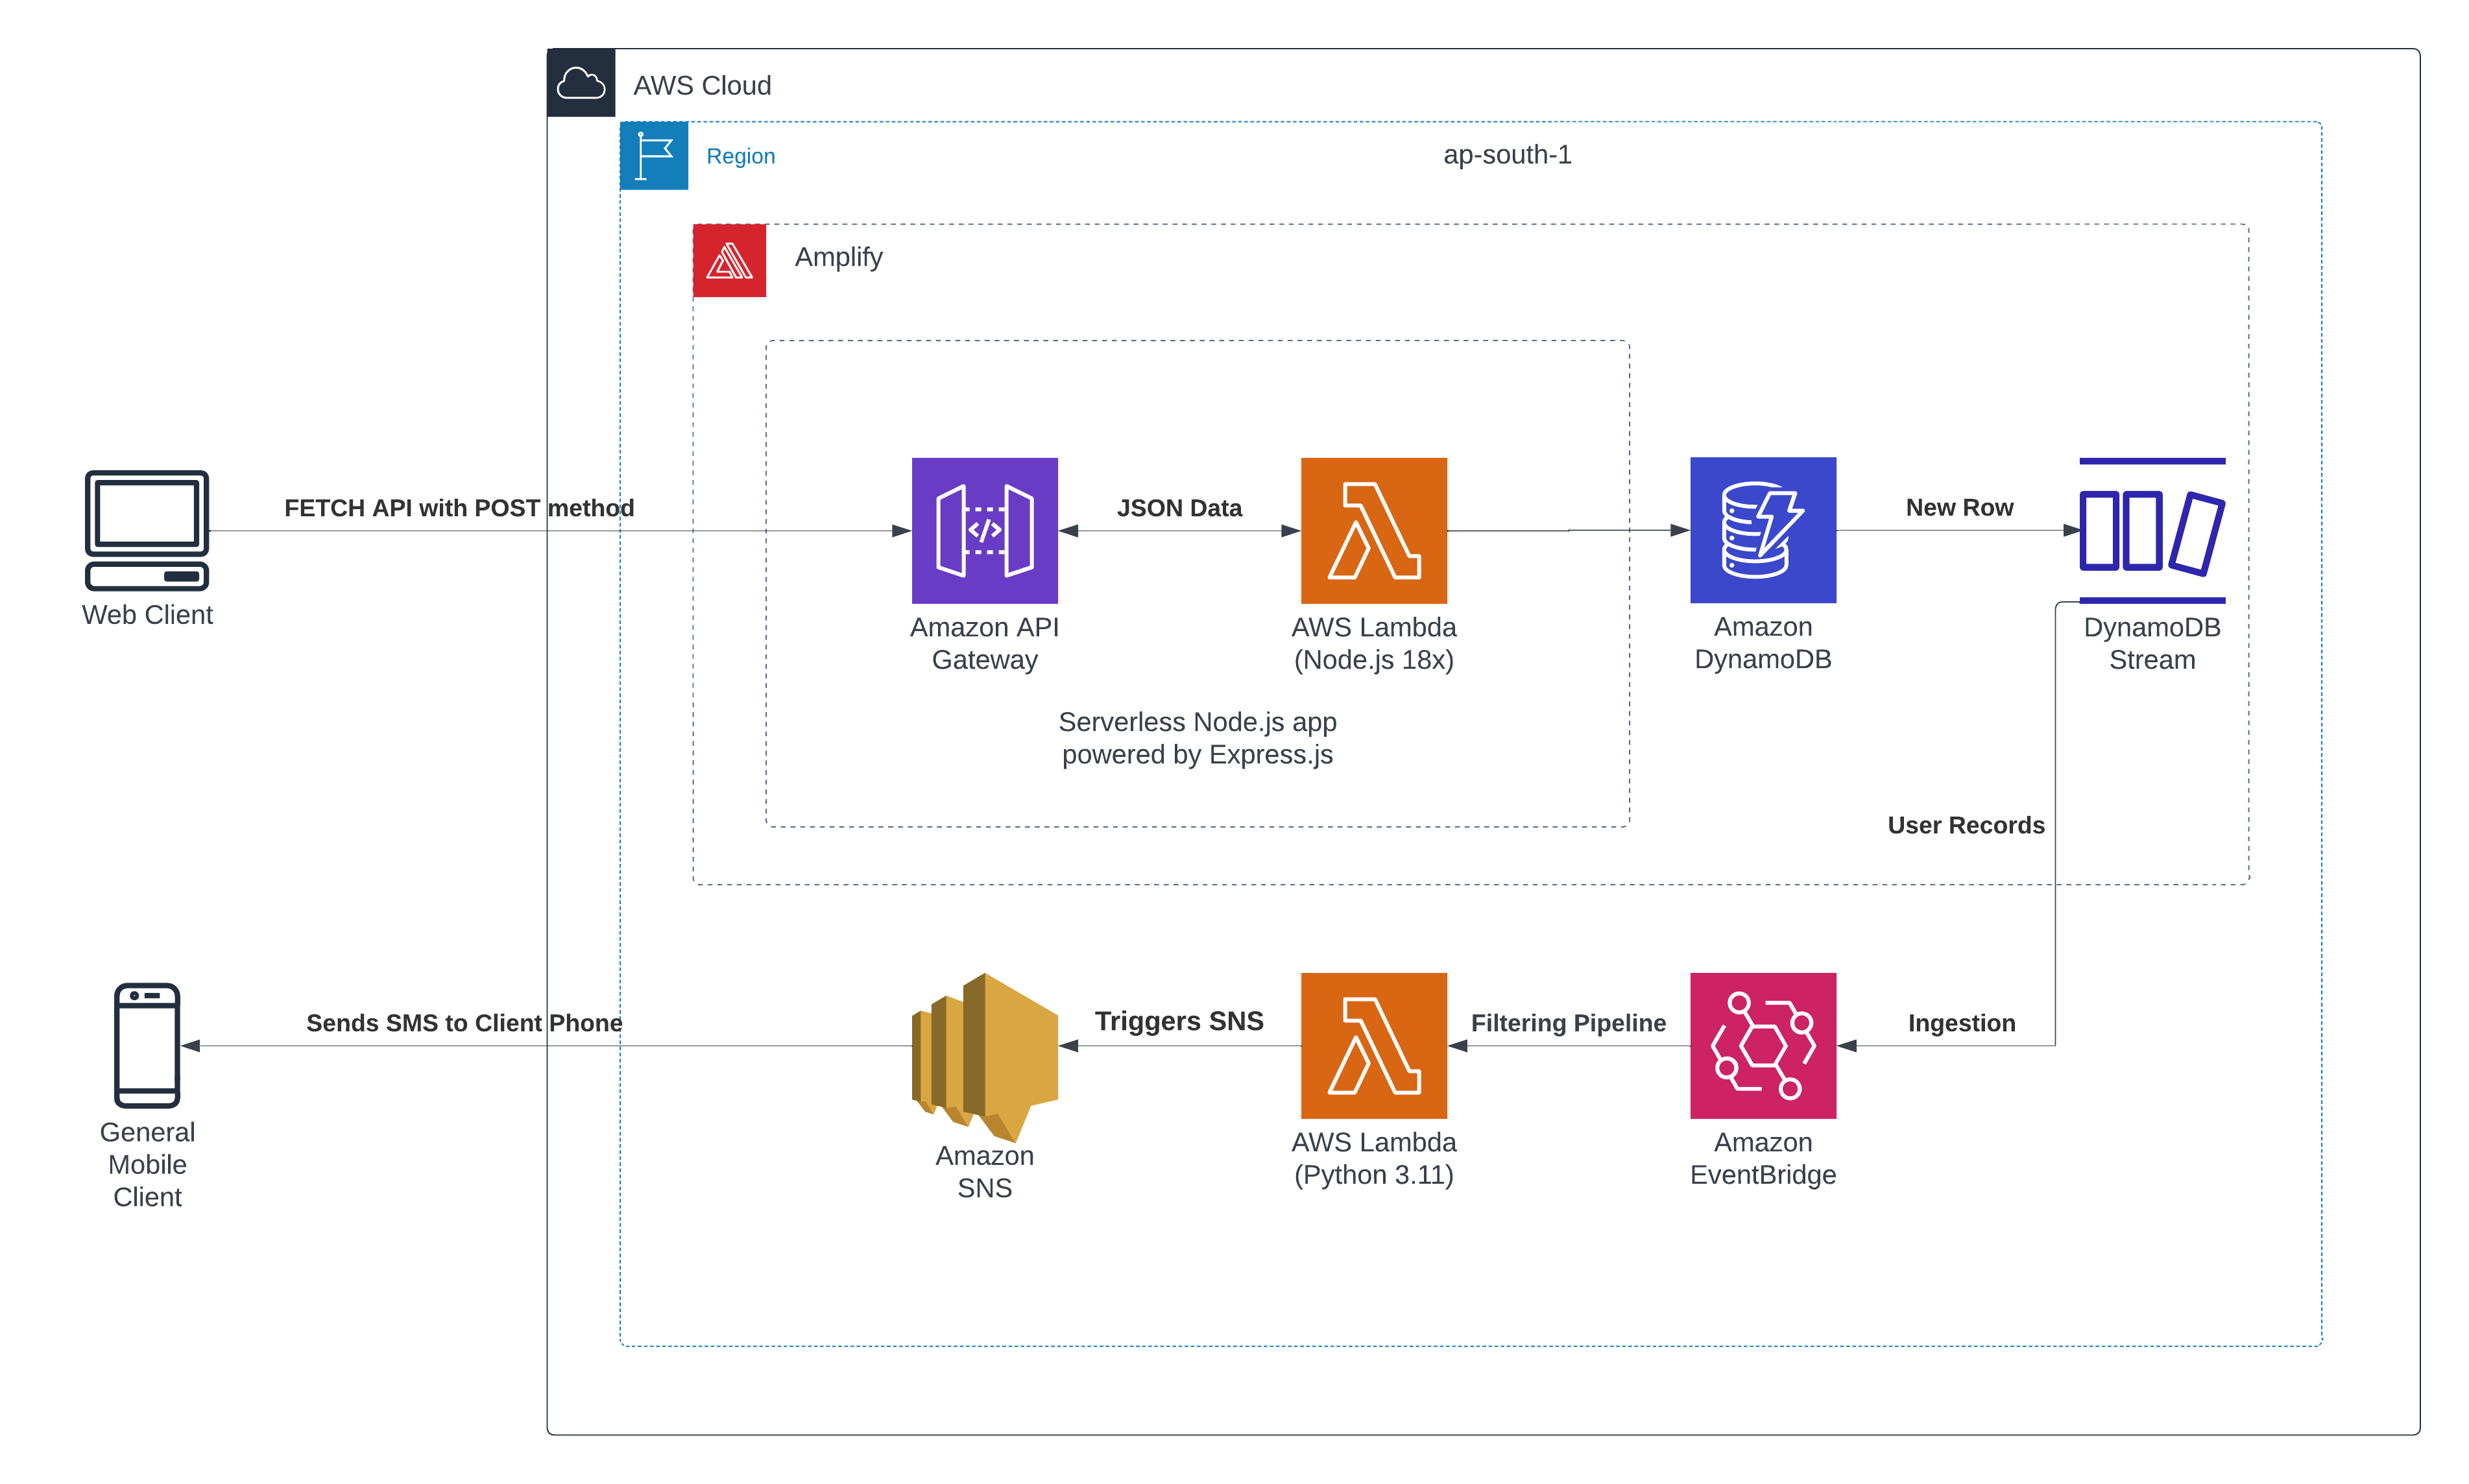 AWS Cloud
Region
ap-south-1
Amplify
FETCH API with POST method
JSON Data
New Row
Web Client
Amazon API
Gateway
AWS Lambda
(Node.js 18x)
Amazon
DynamoDB
DynamoDB
Stream
Serverless Node.js app
powered by Express.js
User Records
Sends SMS to Client Phone
Triggers SNS
Filtering Pipeline
Ingestion
General
Mobile
Client
Amazon
SNS
AWS Lambda
(Python 3.11)
Amazon
EventBridge